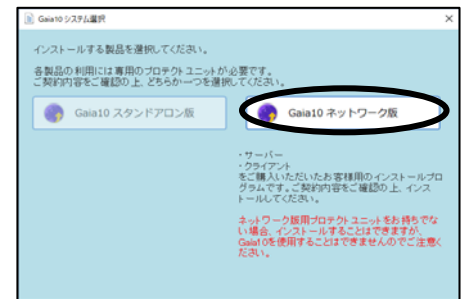 Gaia10 システム選択
インストールする製品を選択してください。
各製品の利用には専用のプロテクトユニットが必要です。
ご契約内容をご確認の上、どちらか一つを選択してください。
Gaia10 スタンドアロン版
Gaia10 ネットワーク版
・サーバー
・クライアント
をご購入いただいたお客様用のインストールプロ
グラムです。ご契約内容をご確認の上、インス
トールしてください。
ネットワーク版用プロテクトユニットをお持ちでな
い場合、インストールすることはできますが、
Gaia10を使用することはできませんのでご注意く
ださい。